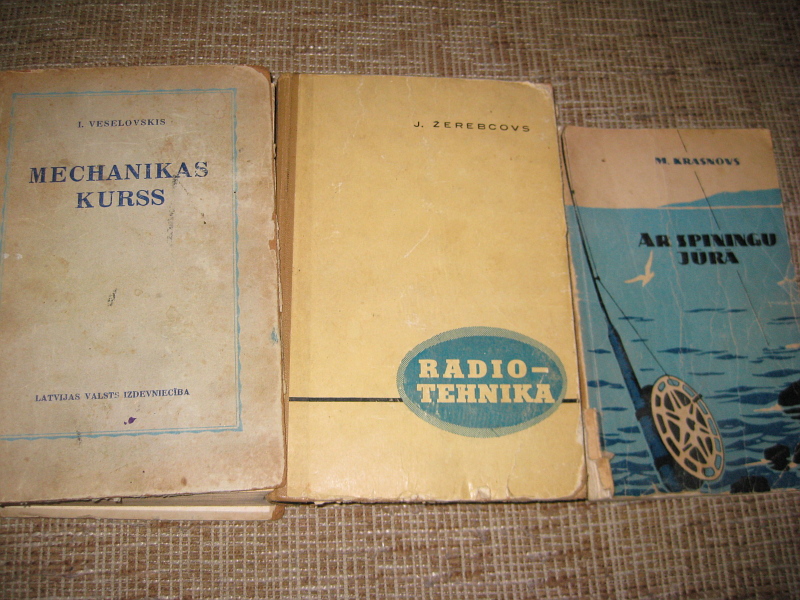 I. VESELOVSKIS
MECHANIKAS
KURSS
LATVIJAS VALSTS IZDEVNIECĪBA
J. ŽEREBCOVS
RADIO-
TEHNIKA
M. KRASNOVS
AR SPININGU
JŪRĀ